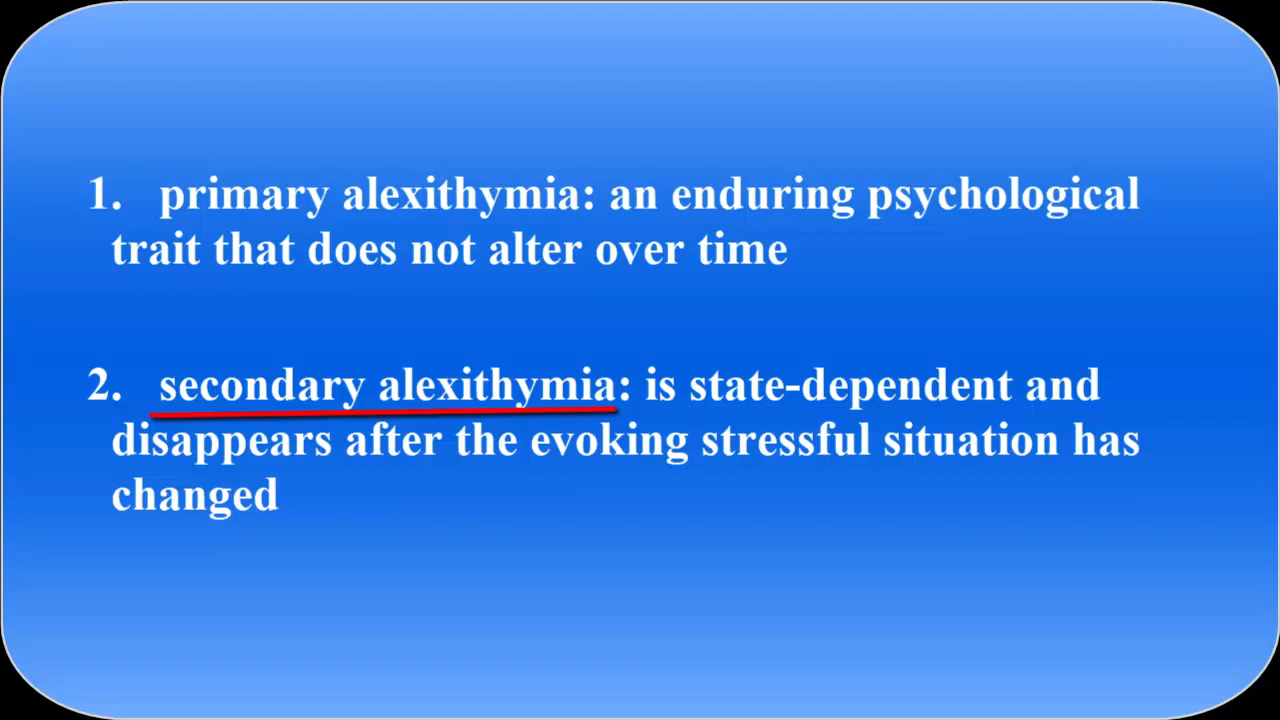 1. primary alexithymia: an enduring psychological
trait that does not alter over time
2. secondary alexithymia: is state-dependent and
disappears after the evoking stressful situation has
changed